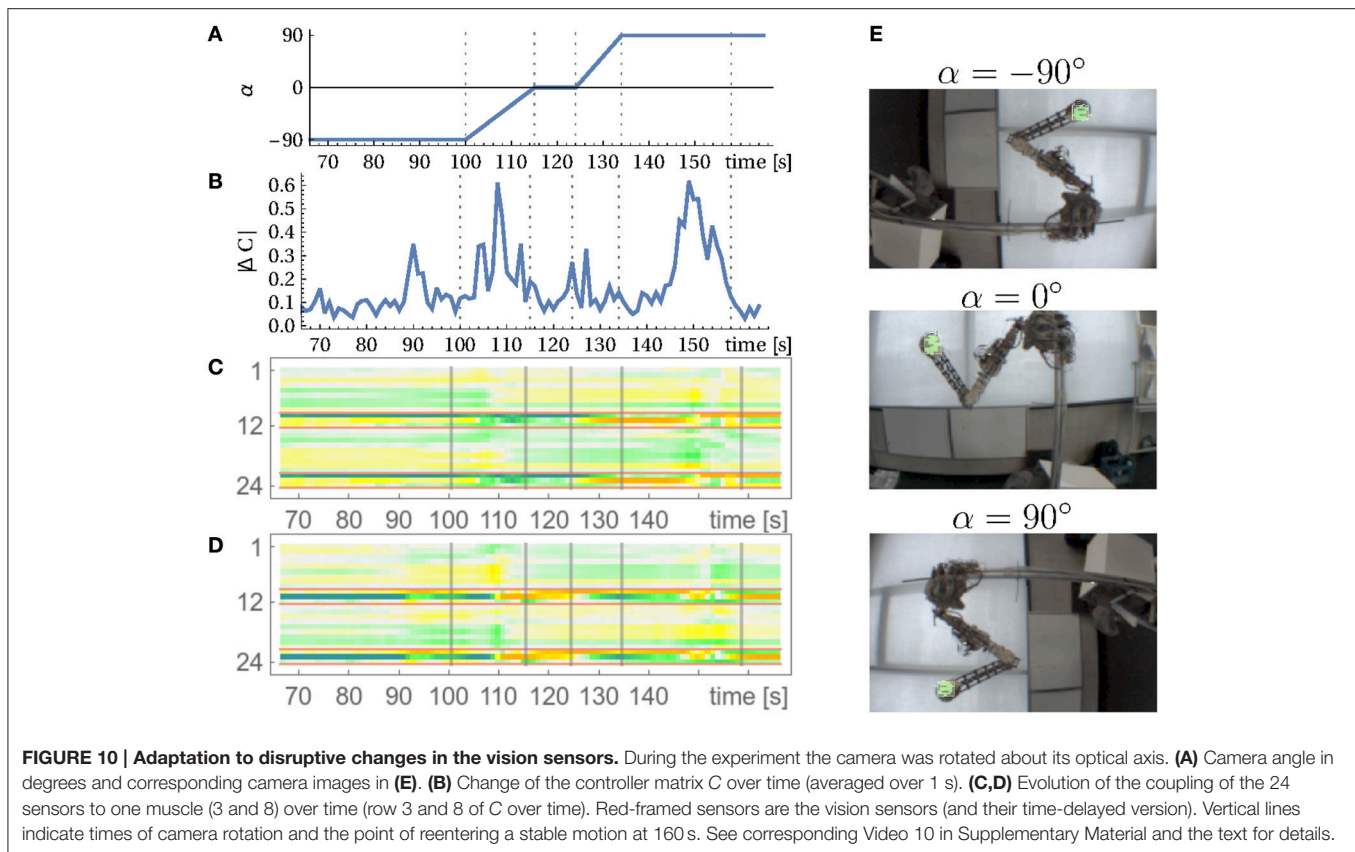 A
90
0
−90
α
70 80 90 100 110 120 130 140 150 time [s]
B
0.6
0.5
0.4
0.3
0.2
0.1
0.0
|Δ C|
70 80 90 100 110 120 130 140 150 time [s]
C
1
12
24
70 80 90 100 110 120 130 140 time [s]
D
1
12
24
70 80 90 100 110 120 130 140 time [s]
E
α = −90°
α = 0°
α = 90°
FIGURE 10 | Adaptation to disruptive changes in the vision sensors. During the experiment the camera was rotated about its optical axis. (A) Camera angle in
degrees and corresponding camera images in (E). (B) Change of the controller matrix C over time (averaged over 1 s). (C,D) Evolution of the coupling of the 24
sensors to one muscle (3 and 8) over time (row 3 and 8 of C over time). Red-framed sensors are the vision sensors (and their time-delayed version). Vertical lines
indicate times of camera rotation and the point of reentering a stable motion at 160 s. See corresponding Video 10 in Supplementary Material and the text for details.